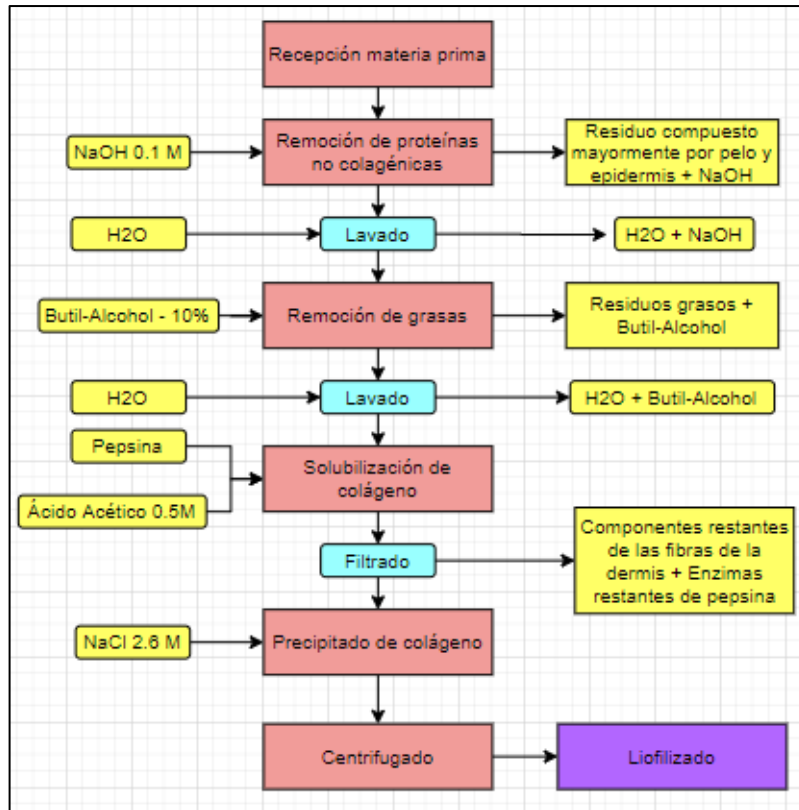 Recepción materia prima
NaOH 0.1 M
Remoción de proteínas
no colagénicas
Residuo compuesto
mayormente por pelo y
epidermis + NaOH
H2O
Lavado
H2O + NaOH
Butil-Alcohol - 10%
Remoción de grasas
Residuos grasos +
Butil-Alcohol
H2O
Lavado
H2O + Butil-Alcohol
Pepsina
Ácido Acético 0.5M
Solubilización de
colágeno
Filtrado
Componentes restantes
de las fibras de la
dermis + Enzimas
restantes de pepsina
NaCl 2.6 M
Precipitado de colágeno
Centrifugado
Liofilizado